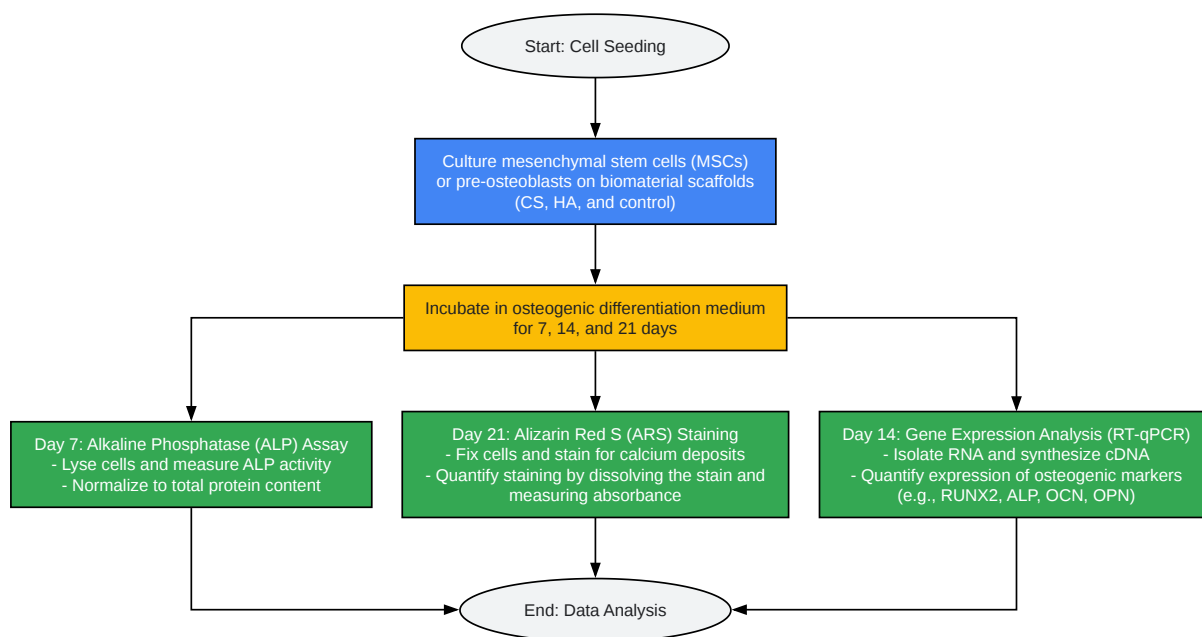 Start: Cell Seeding
Culture mesenchymal stem cells (MSCs)
or pre-osteoblasts on biomaterial scaffolds
(CS, HA, and control)
Incubate in osteogenic differentiation medium
for 7, 14, and 21 days
Day 7: Alkaline Phosphatase (ALP) Assay
- Lyse cells and measure ALP activity
- Normalize to total protein content
Day 21: Alizarin Red S (ARS) Staining
- Fix cells and stain for calcium deposits
- Quantify staining by dissolving the stain and
measuring absorbance
Day 14: Gene Expression Analysis (RT-qPCR)
- Isolate RNA and synthesize cDNA
- Quantify expression of osteogenic markers
(e.g., RUNX2, ALP, OCN, OPN)
End: Data Analysis